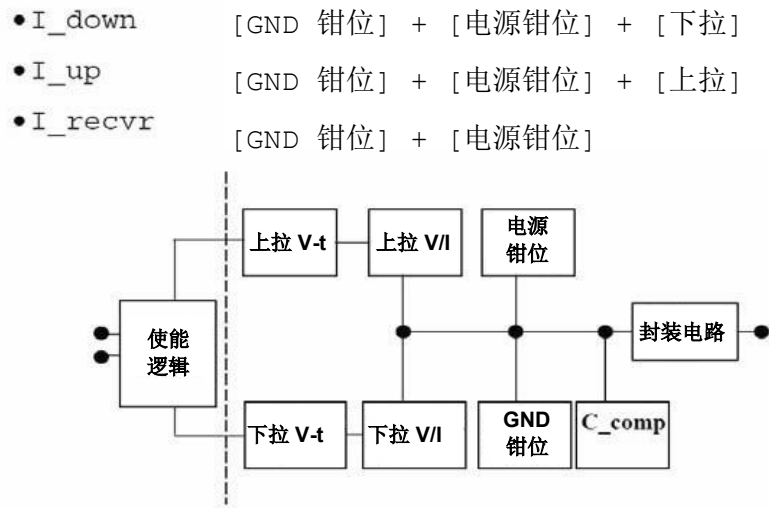 •I_down [GND 钳位] + [电源钳位] + [下拉]
•I_up [GND 钳位] + [电源钳位] + [上拉]
•I_recvr [GND 钳位] + [电源钳位]
上拉 V-t
上拉 V/I
电源
钳位
使能
逻辑
封装电路
下拉 V-t
下拉 V/I
GND
钳位
C_comp